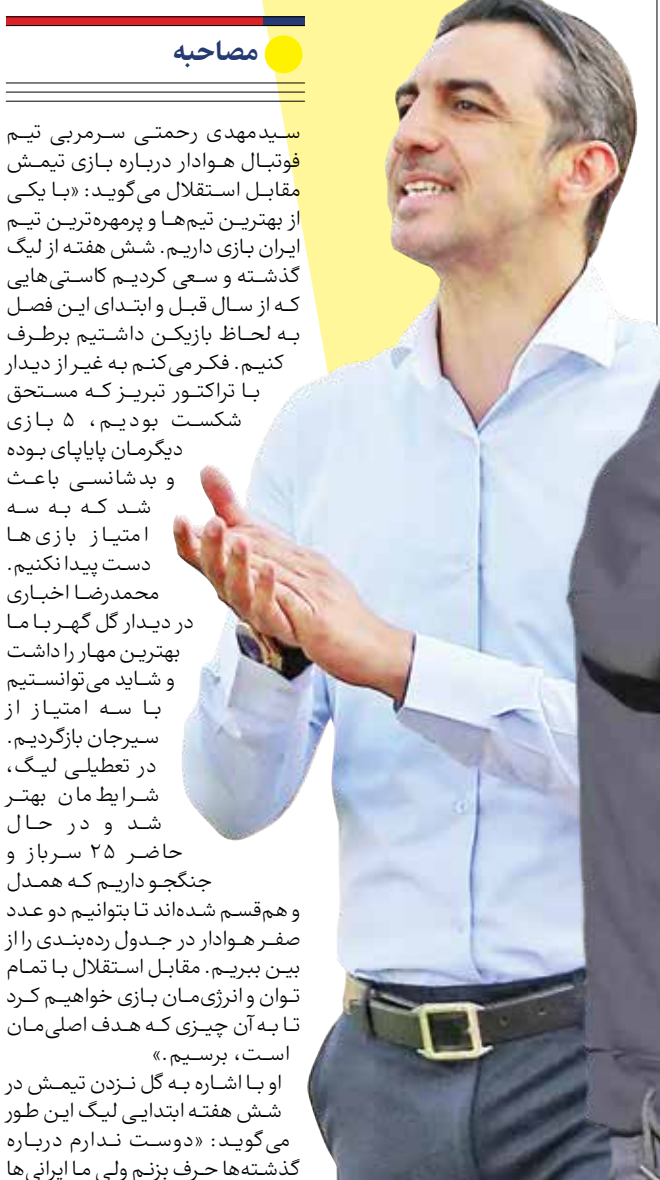 مصاحبه
سیدمهدی رحمتی سرمربی تیم
فوتبال هوادار درباره بازی تیمش
مقابل استقلال می‌گوید: «با یکی
از بهترین تیم‌ها و پرمهره‌ترین تیم
ایران بازی داریم. شش هفته از لیگ
گذشته و سعی کردیم کاستی‌هایی
که از سال قبل و ابتدای این فصل
به لحاظ بازیکن داشتیم برطرف
کنیم. فکر می‌کنم به غیر از دیدار
با تراکتور تبریز که مستحق
شکست بودیم، ۵ بازی
دیگرمان پایاپای بوده
و بدشانسی باعث
شد که به سه
امتیاز بازی‌ها
دست پیدا نکنیم.
محمدرضا اخباری
در دیدار گل گهر با ما
بهترین مهار را داشت
و شاید می‌توانستیم
با سه امتیاز از
سیرجان بازگردیم.
در تعطیلی لیگ،
شرایط‌مان بهتر
شد و در حال
حاضر ۲۵ سرباز و
جنگجو داریم که همدل
و هم‌قسم شده‌اند تا بتوانیم دو عدد
صفر هوادار در جدول رده‌بندی را از
بین ببریم. مقابل استقلال با تمام
توان و انرژی‌مان بازی خواهیم کرد
تا به آن چیزی که هدف اصلی‌مان
است، برسیم.»
او با اشاره به گل نزدن تیمش در
شش هفته ابتدایی لیگ این طور
می‌گوید: «دوست ندارم درباره
گذشته‌ها حرف بزنم ولی ما ایرانی‌ها